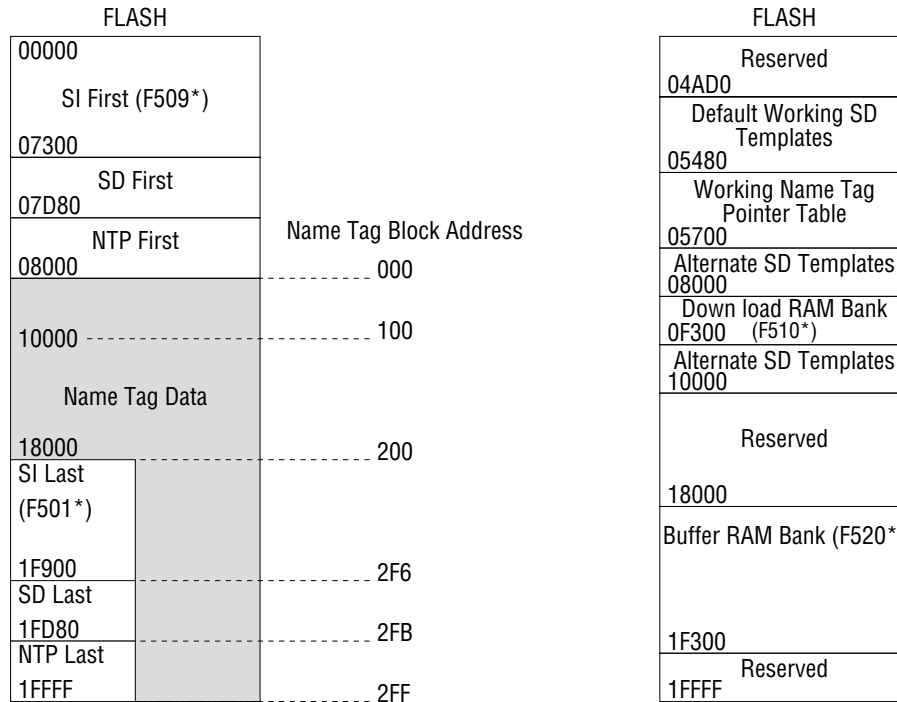 FLASH
00000
SI First (F509*)
07300
SD First
07D80
NTP First
08000
Name Tag Block Address
000
10000
100
Name Tag Data
18000
200
SI Last
(F501*)
1F900
2F6
SD Last
1FD80
2FB
NTP Last
1FFFF
2FF
FLASH
Reserved
04AD0
Default Working SD
Templates
05480
Working Name Tag
Pointer Table
05700
Alternate SD Templates
08000
Down load RAM Bank
0F300 (F510*)
Alternate SD Templates
10000
Reserved
18000
Buffer RAM Bank (F520*
1F300
Reserved
1FFFF